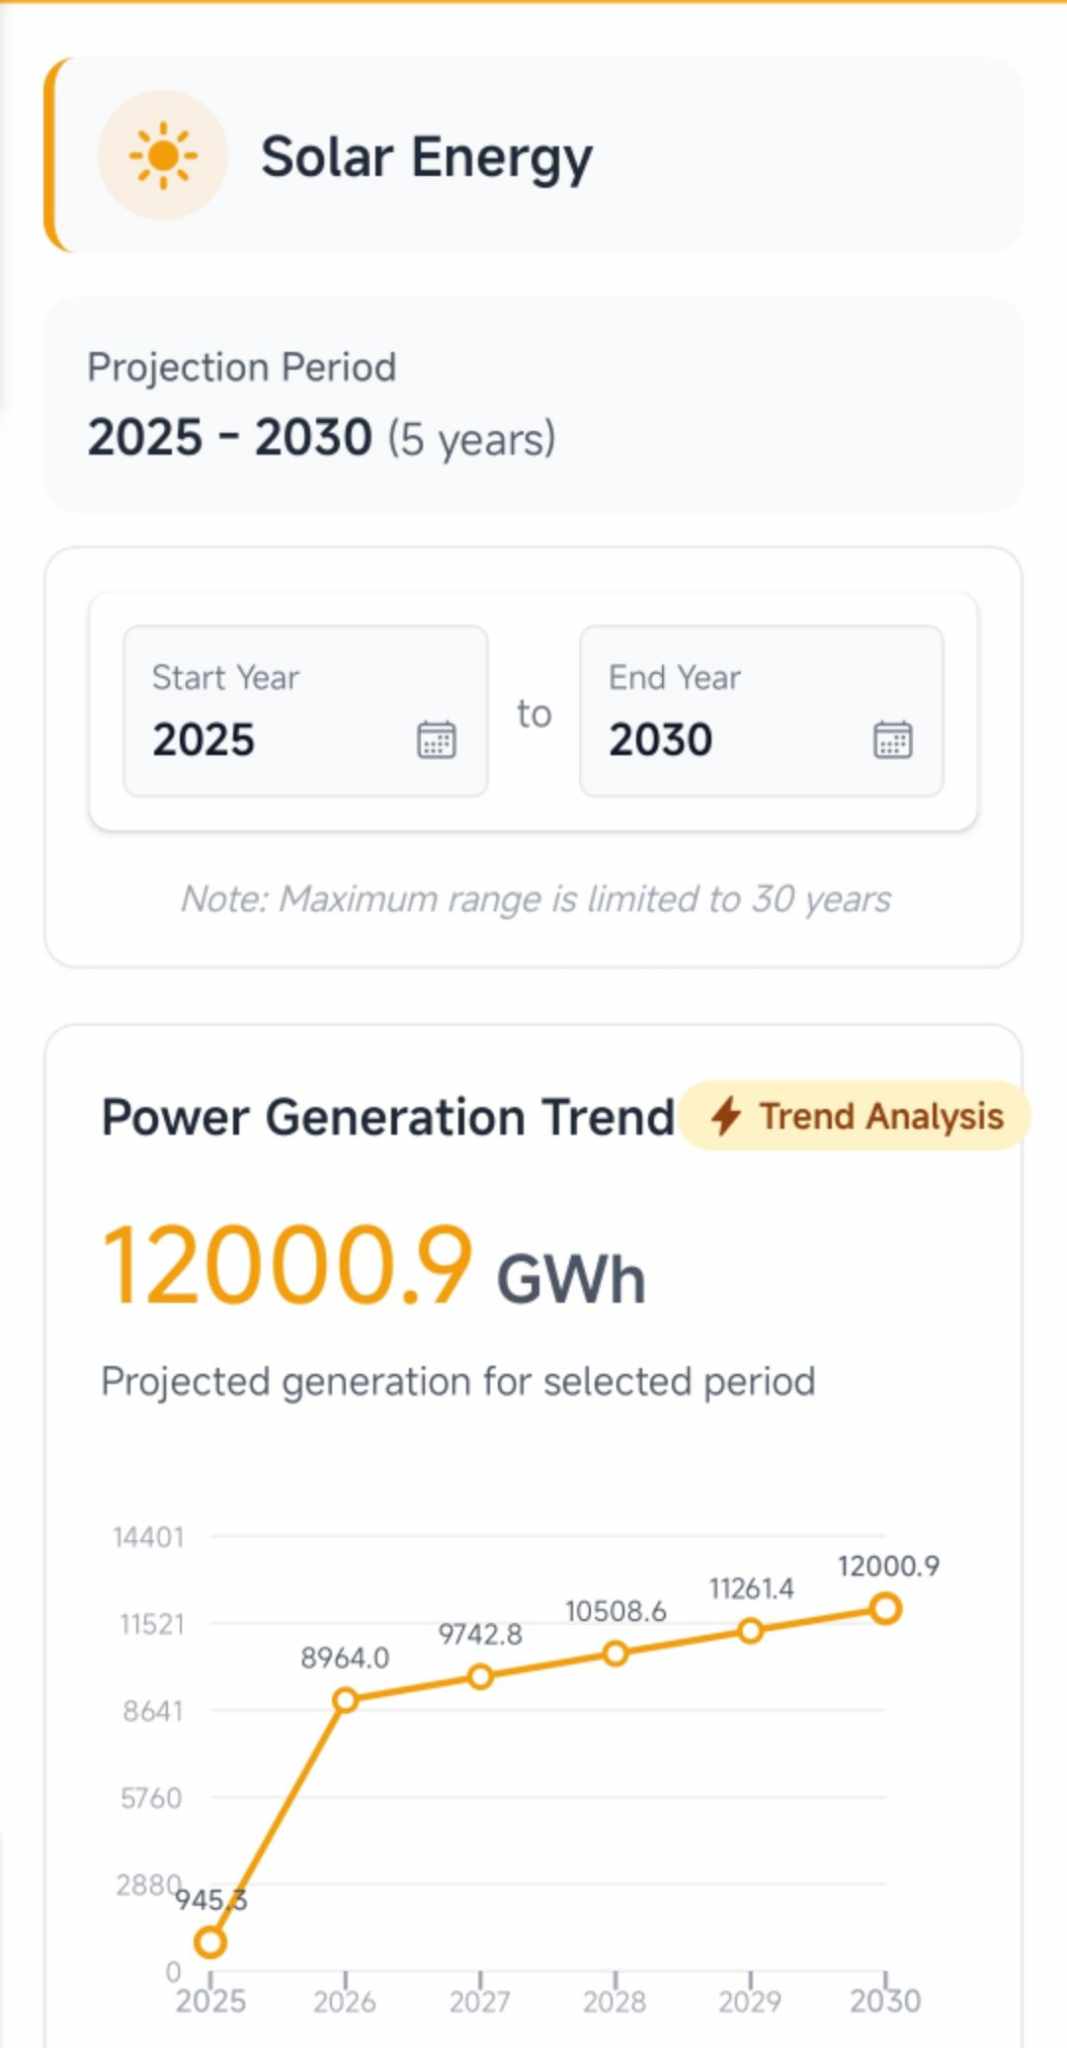 Solar Energy
Projection Period
2025 - 2030 (5 years)
Start Year
2025
to
End Year
2030
Note: Maximum range is limited to 30 years
Power Generation Trend
Trend Analysis
12000.9 GWh
Projected generation for selected period
14401
11521
8641
5760
2880
0
945.3
8964.0
9742.8
10508.6
11261.4
12000.9
2025 2026 2027 2028 2029 2030